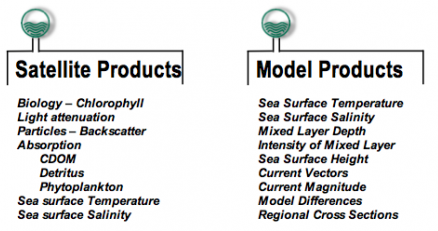 Satellite Products
Biology – Chlorophyll
Light attenuation
Particles – Backscatter
Absorption
CDOM
Detritus
Phytoplankton
Sea surface Temperature
Sea surface Salinity
Model Products
Sea Surface Temperature
Sea Surface Salinity
Mixed Layer Depth
Intensity of Mixed Layer
Sea Surface Height
Current Vectors
Current Magnitude
Model Differences
Regional Cross Sections